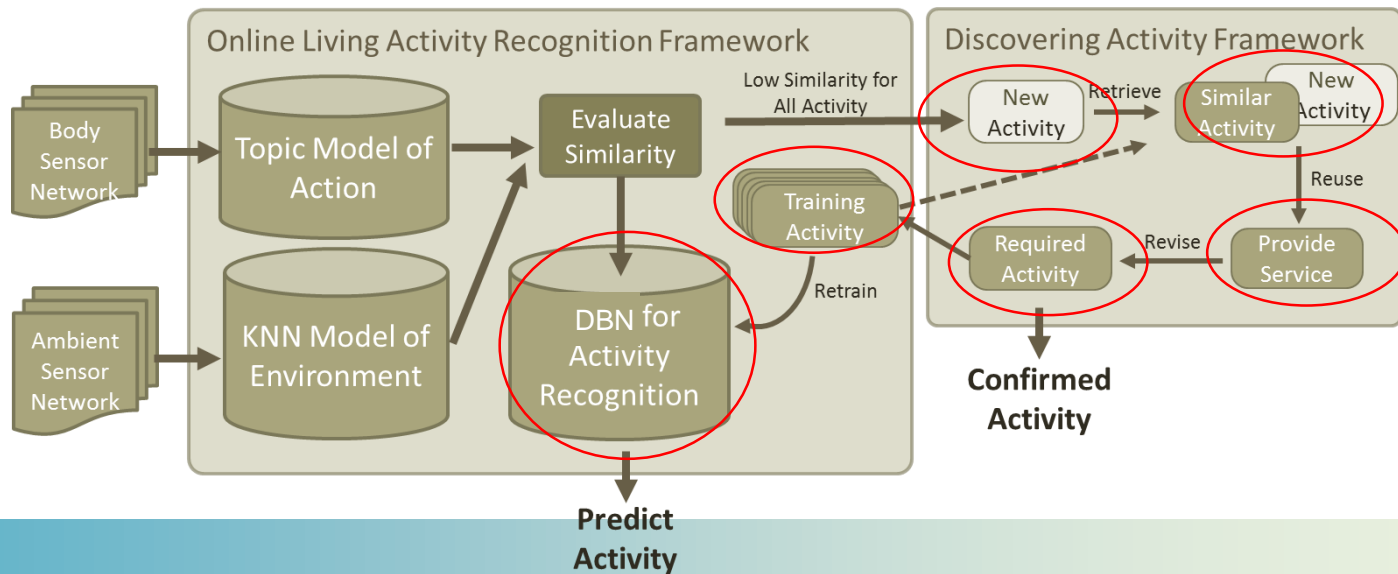 Online Living Activity Recognition Framework
Discovering Activity Framework
Body
Sensor
Network
Topic Model of
Action
Evaluate
Similarity
Low Similarity for
All Activity
New
Activity
Retrieve
Similar
Activity
New
Activity
Reuse
Training
Activity
Required
Activity
Revise
Provide
Service
Retrain
Ambient
Sensor
Network
KNN Model of
Environment
DBN for
Activity
Recognition
Confirmed
Activity
Predict
Activity